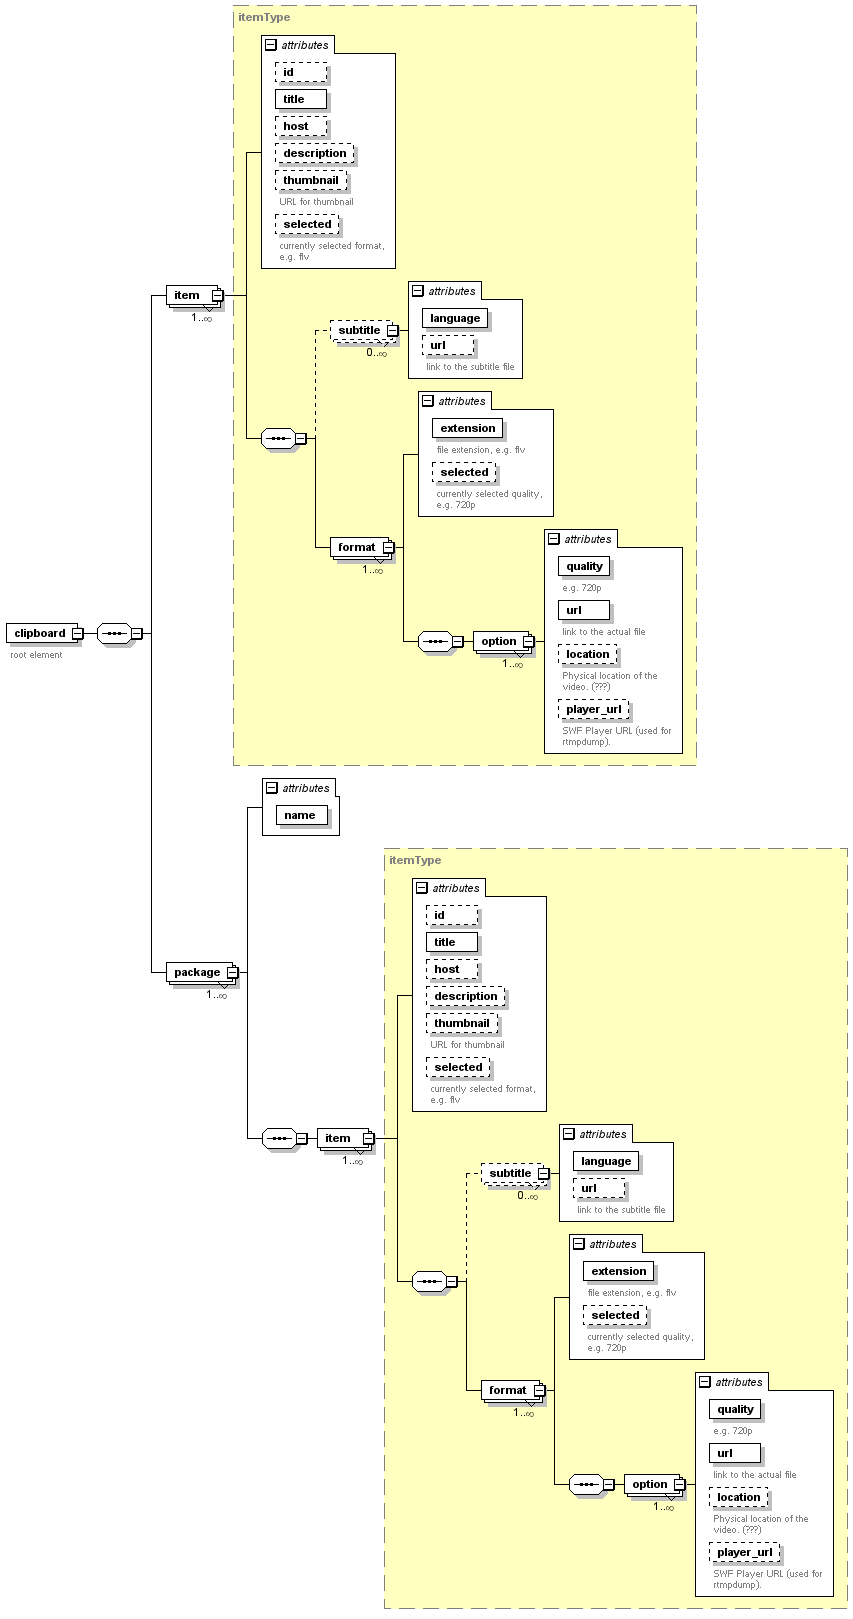 itemType
attributes
id
title
host
description
thumbnail
URL for thumbnail
selected
currently selected format,
e.g. flv
item
1..∞
attributes
language
url
link to the subtitle file
subtitle
0..∞
attributes
extension
file extension, e.g. flv
selected
currently selected quality,
e.g. 720p
format
1..∞
attributes
quality
e.g. 720p
url
link to the actual file
location
Physical location of the
video. (???)
player_url
SWF Player URL (used for
rtmpdump).
option
1..∞
clipboard
root element
attributes
name
package
1..∞
itemType
attributes
id
title
host
description
thumbnail
URL for thumbnail
selected
currently selected format,
e.g. flv
item
1..∞
attributes
language
url
link to the subtitle file
subtitle
0..∞
attributes
extension
file extension, e.g. flv
selected
currently selected quality,
e.g. 720p
format
1..∞
attributes
quality
e.g. 720p
url
link to the actual file
location
Physical location of the
video. (???)
player_url
SWF Player URL (used for
rtmpdump).
option
1..∞